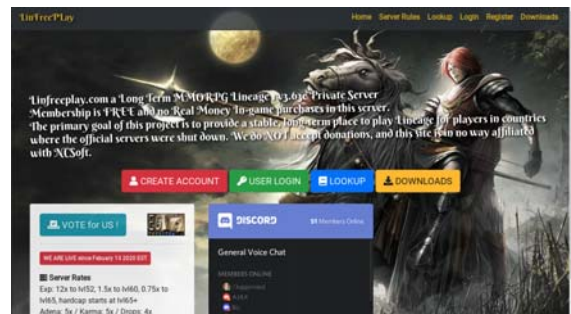 LinFreePLay
Home Server Rules Lookup Login Register Downloads
Linfreeplay.com a Long Term MMORPG Lineage 1 v3.63c Private Server
Membership is FREE and no Real Money In-game purchases in this server.
The primary goal of this project is to provide a stable, long-term place to play Lineage for players in countries
where the official servers were shut down. We do NOT accept donations, and this site is in no way affiliated
with NCSoft.
CREATE ACCOUNT USER LOGIN LOOKUP DOWNLOADS
VOTE for US !
DISCORD 51 Members Online
General Voice Chat
WE ARE LIVE since Febuary 13 2020 EST
MEMBERS ONLINE
Server Rates
Exp: 12x to lvl52, 1.5x to lvl60, 0.75x to
lvl65, hardcap starts at lvl65+
Adena: 5x / Karma: 5x / Drops: 4x